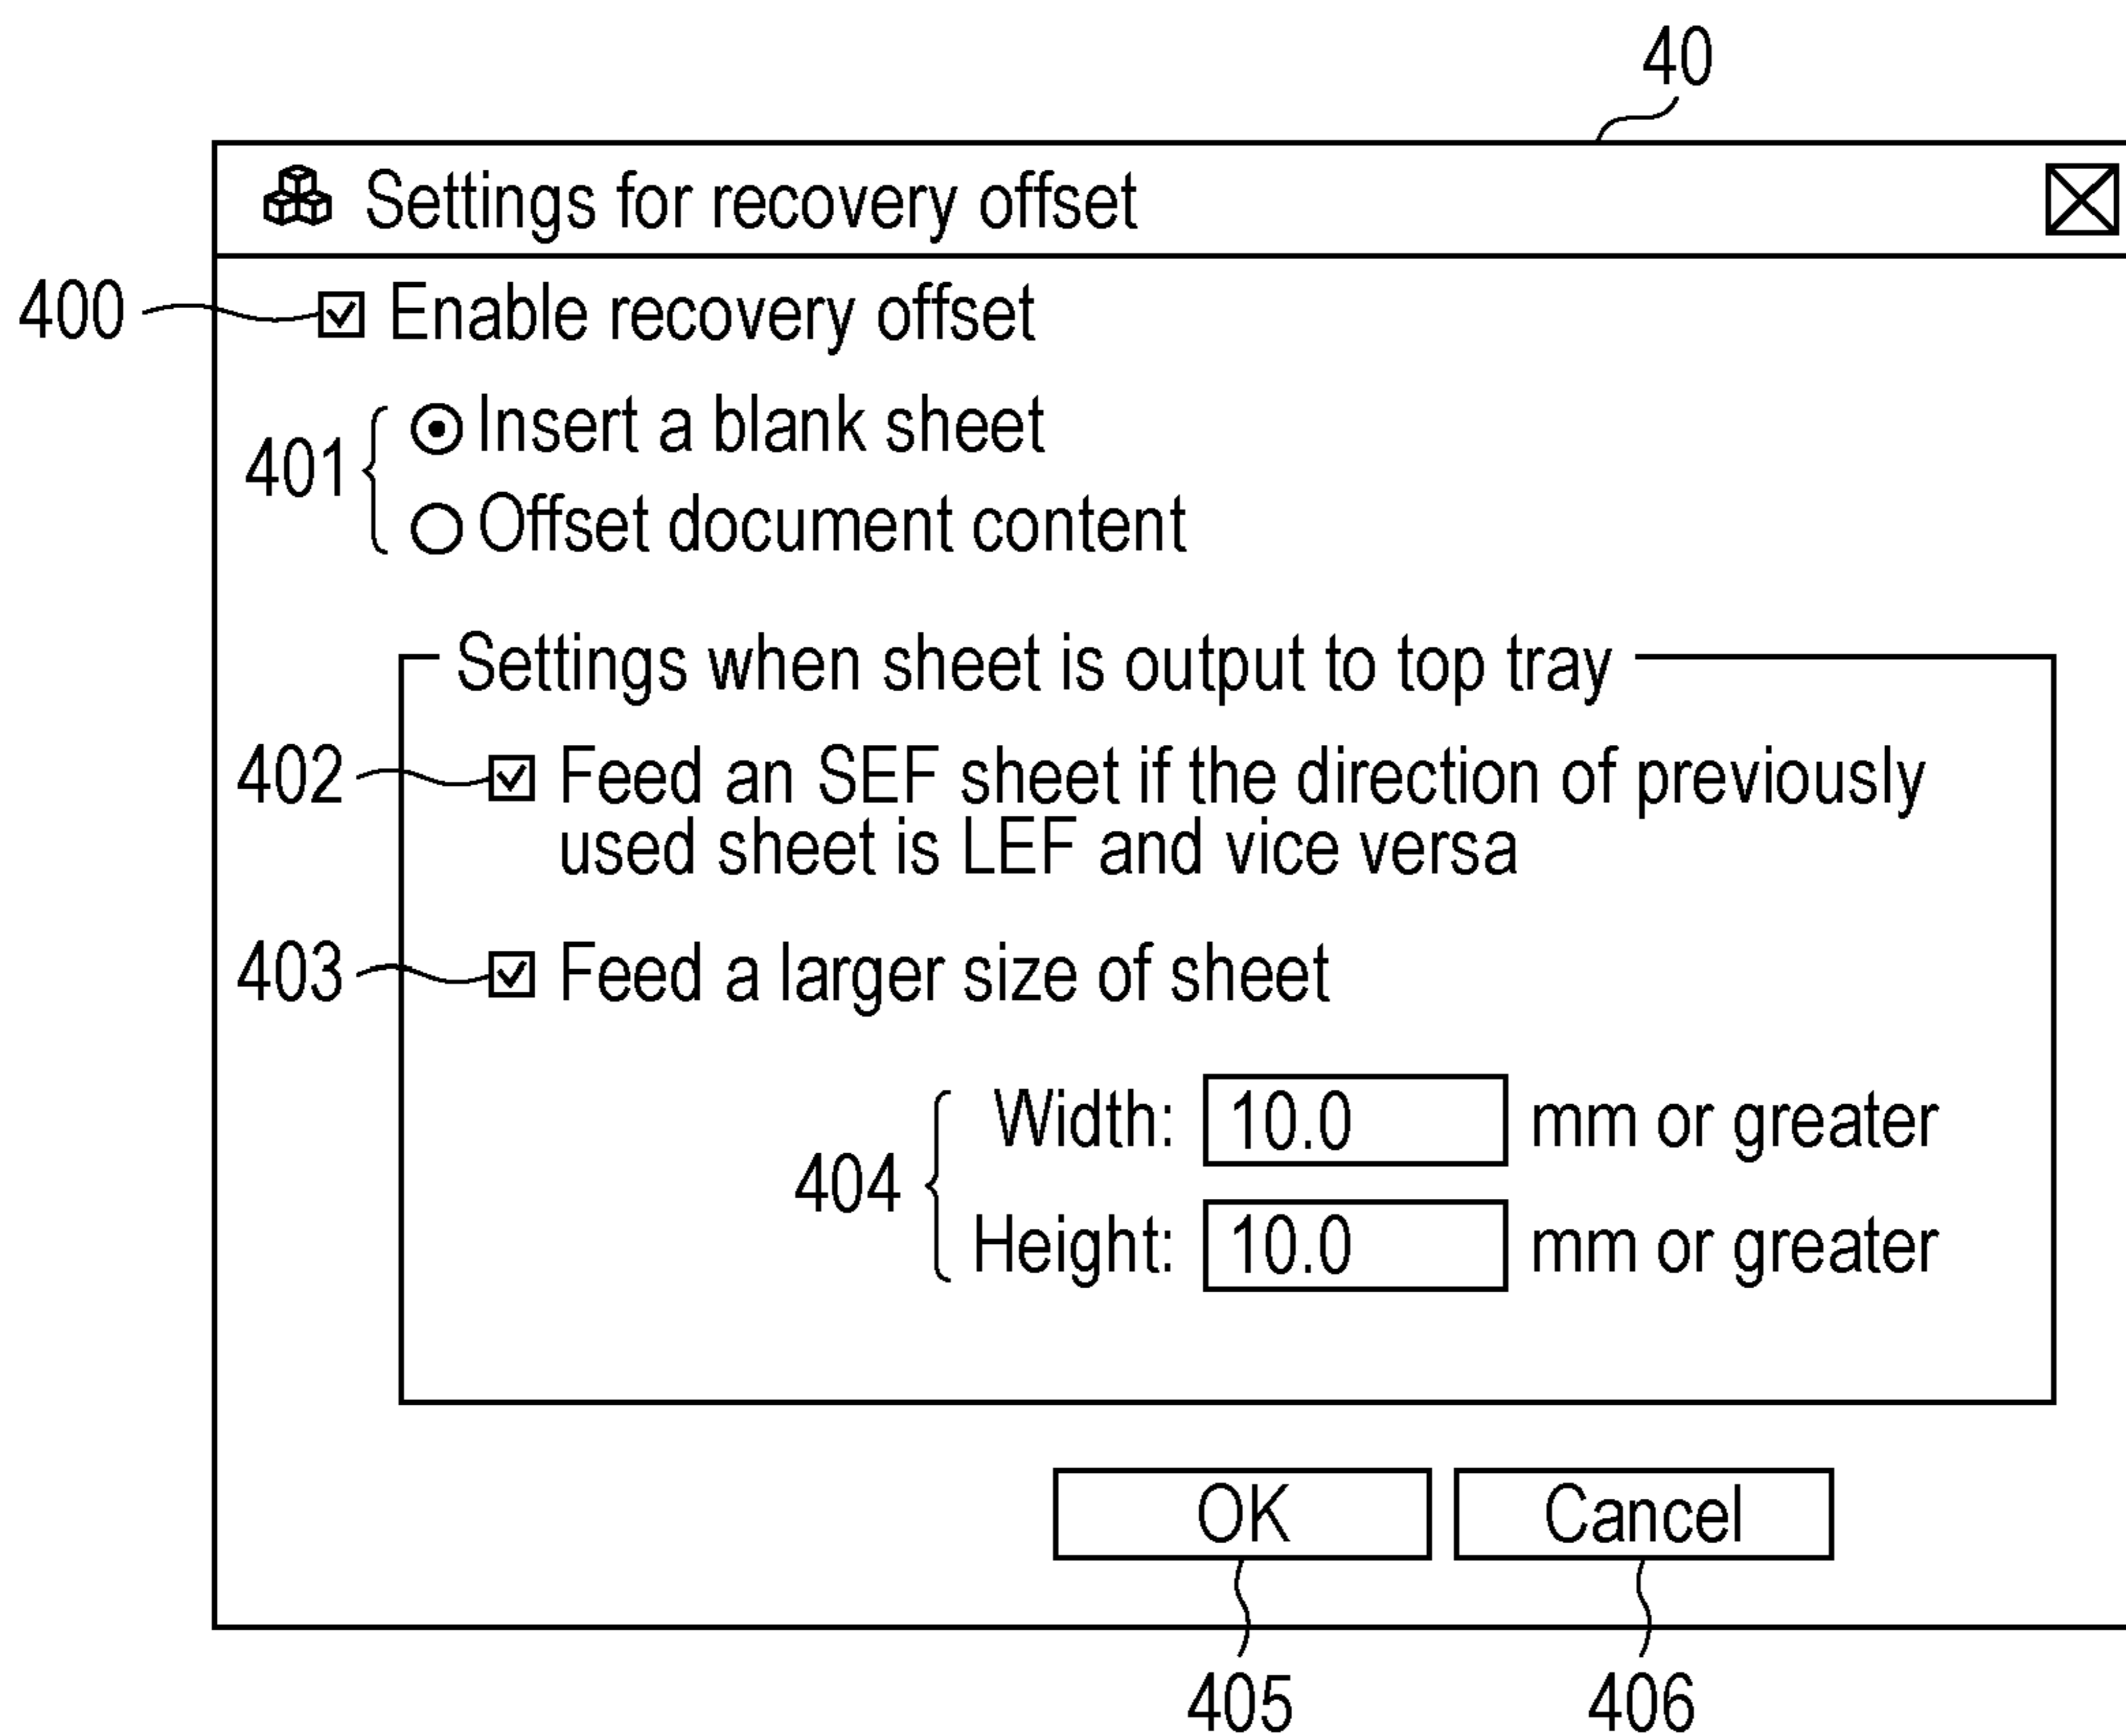 40
Settings for recovery offset
400 Enable recovery offset
401
Insert a blank sheet
Offset document content
Settings when sheet is output to top tray
402 Feed an SEF sheet if the direction of previously
used sheet is LEF and vice versa
403 Feed a larger size of sheet
404
Width: 10.0 mm or greater
Height: 10.0 mm or greater
OK Cancel
405 406